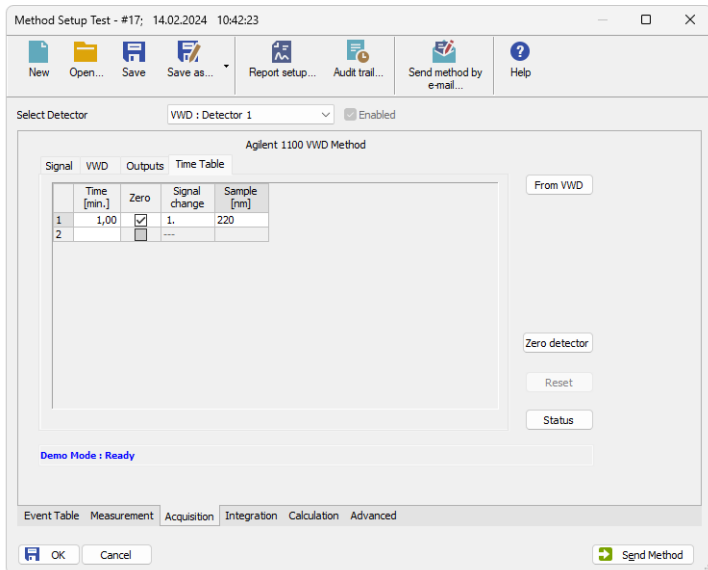 Method Setup Test - #17;   14.02.2024   10:42:23
New
Open...
Save
Save as...
Report setup...
Audit trail...
Send method by
e-mail...
Help
Select Detector
VWD : Detector 1
Enabled
Agilent 1100 VWD Method
Signal VWD Outputs Time Table
Time [min.] Zero Signal change Sample [nm]
1 1,00 1. 220
2 ---
From VWD
Zero detector
Reset
Status
Demo Mode : Ready
Event Table Measurement Acquisition Integration Calculation Advanced
OK Cancel Send Method